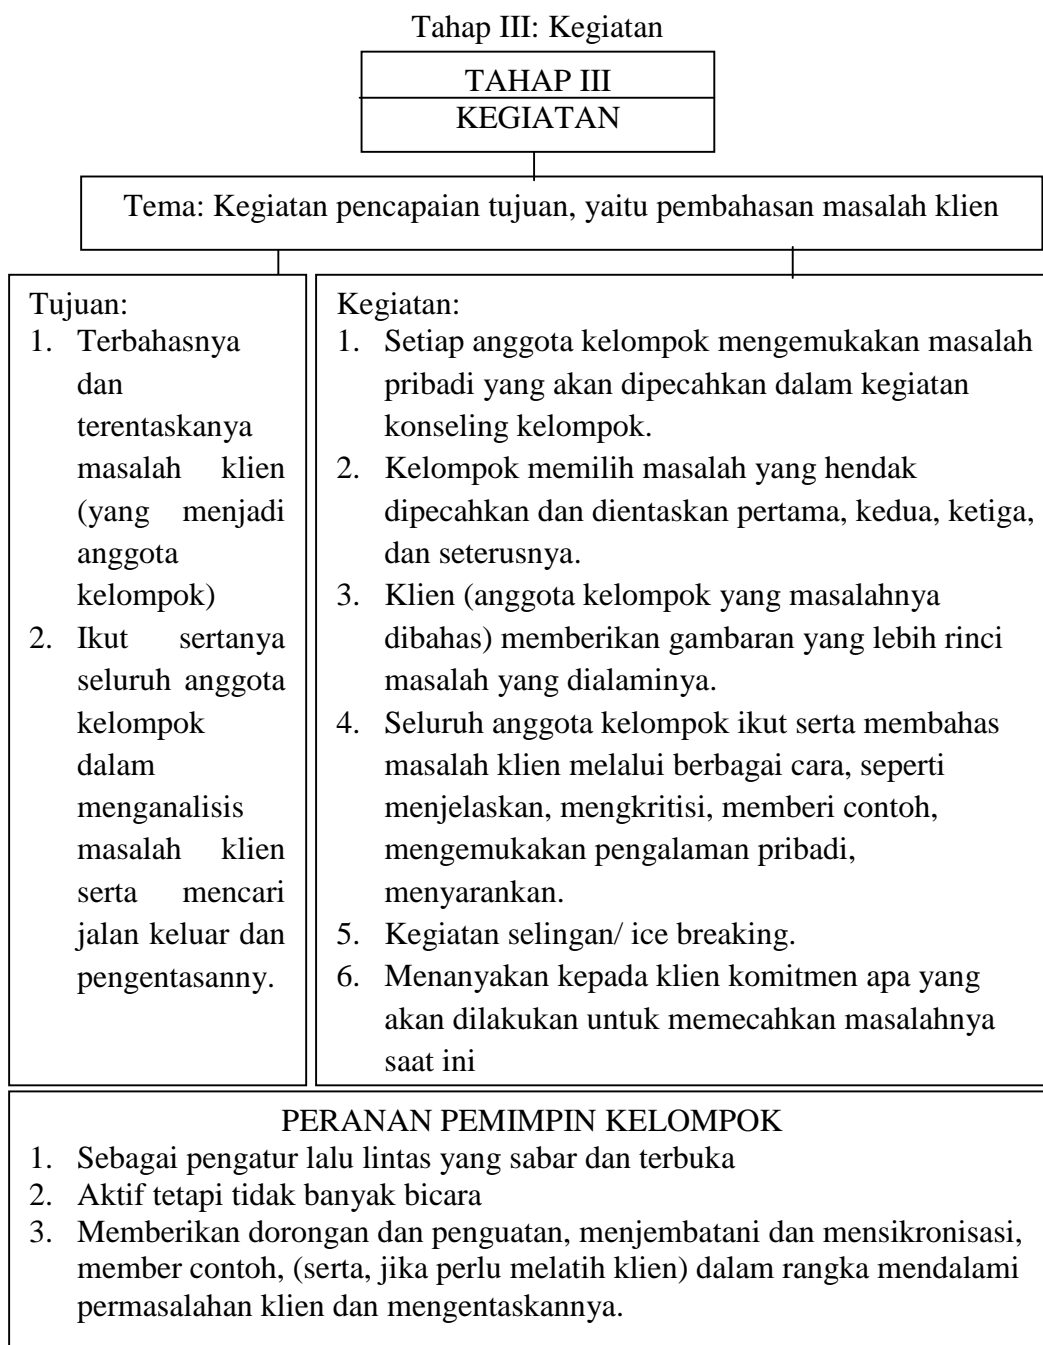 Tahap III: Kegiatan
TAHAP III
KEGIATAN
Tema: Kegiatan pencapaian tujuan, yaitu pembahasan masalah klien
Tujuan:
1. Terbahasnya
dan
terentaskanya
masalah klien
(yang menjadi
anggota
kelompok)
2. Ikut sertanya
seluruh anggota
kelompok
dalam
menganalisis
masalah klien
serta mencari
jalan keluar dan
pengentasanny.
Kegiatan:
1. Setiap anggota kelompok mengemukakan masalah
pribadi yang akan dipecahkan dalam kegiatan
konseling kelompok.
2. Kelompok memilih masalah yang hendak
dipecahkan dan dientaskan pertama, kedua, ketiga,
dan seterusnya.
3. Klien (anggota kelompok yang masalahnya
dibahas) memberikan gambaran yang lebih rinci
masalah yang dialaminya.
4. Seluruh anggota kelompok ikut serta membahas
masalah klien melalui berbagai cara, seperti
menjelaskan, mengkritisi, memberi contoh,
mengemukakan pengalaman pribadi,
menyarankan.
5. Kegiatan selingan/ ice breaking.
6. Menanyakan kepada klien komitmen apa yang
akan dilakukan untuk memecahkan masalahnya
saat ini
PERANAN PEMIMPIN KELOMPOK
1. Sebagai pengatur lalu lintas yang sabar dan terbuka
2. Aktif tetapi tidak banyak bicara
3. Memberikan dorongan dan penguatan, menjembatani dan mensikronisasi,
member contoh, (serta, jika perlu melatih klien) dalam rangka mendalami
permasalahan klien dan mengentaskannya.